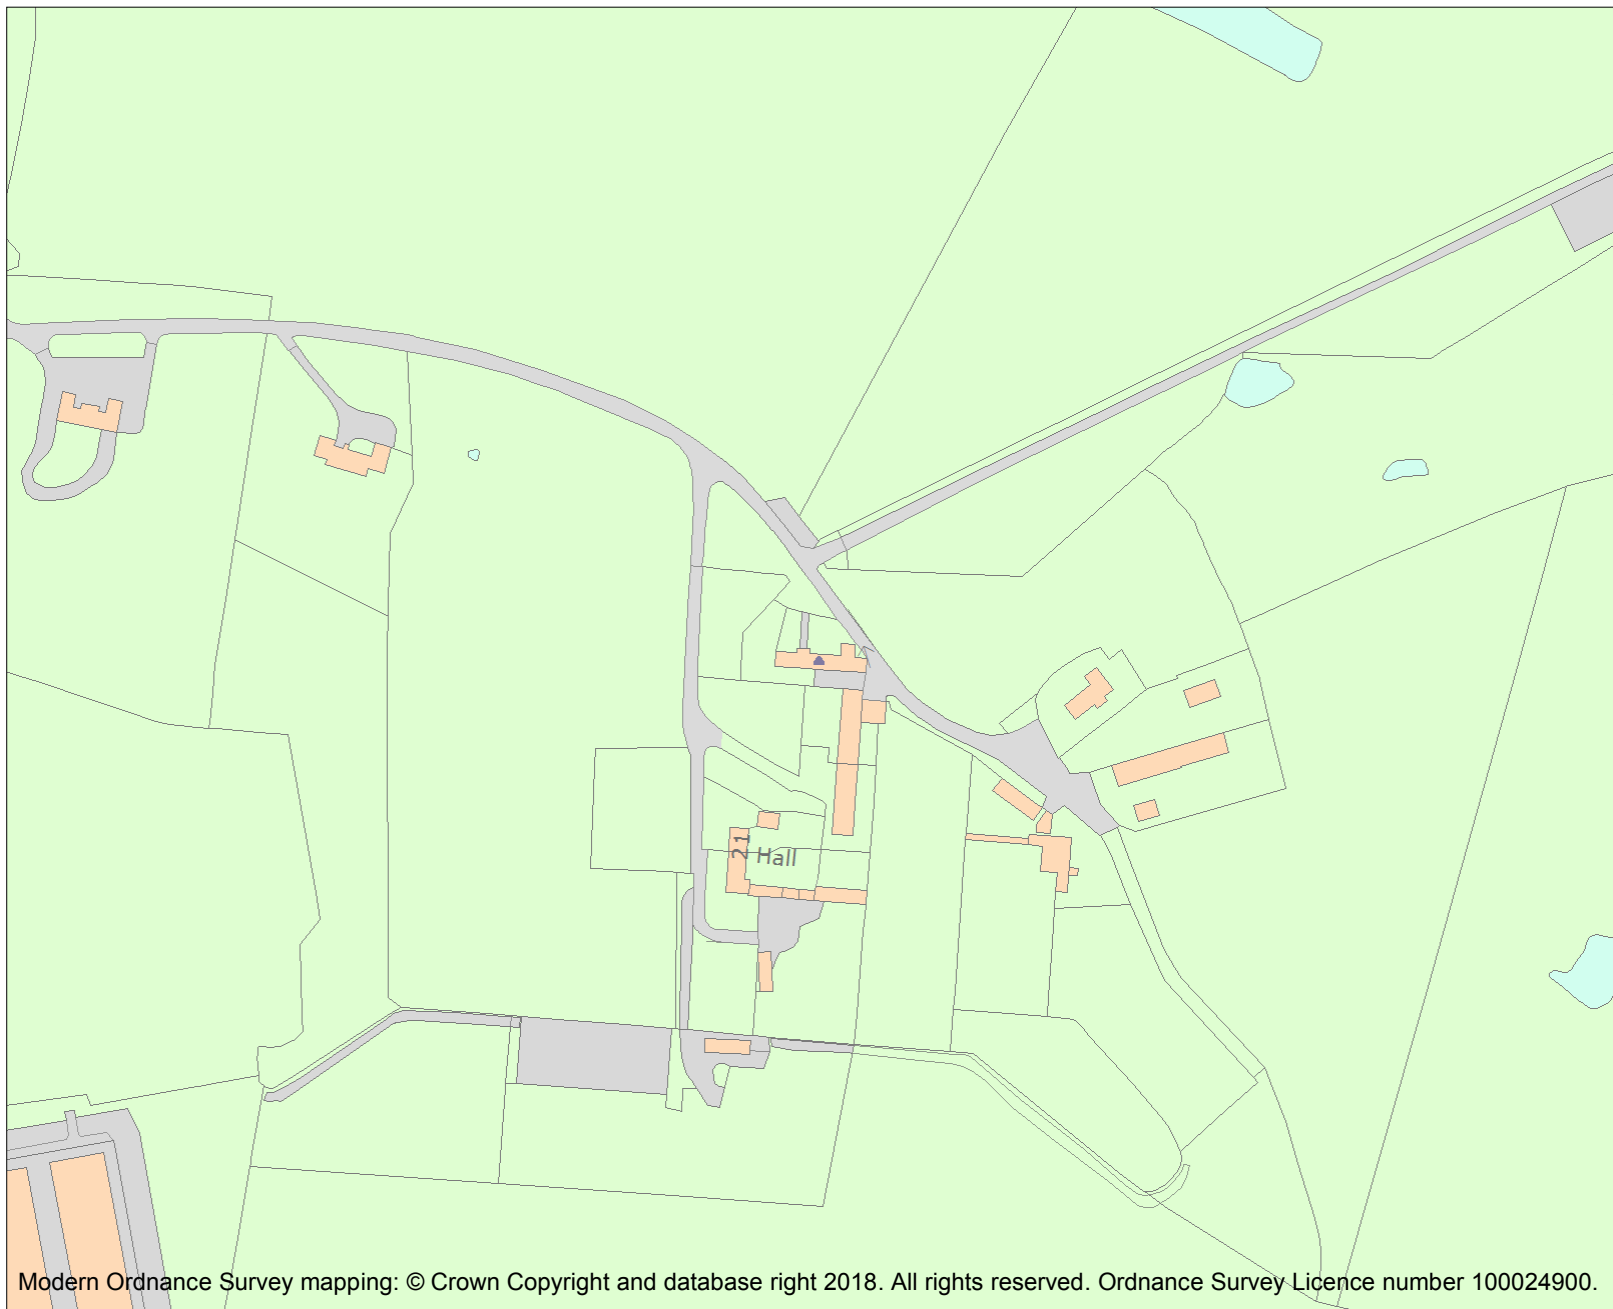 21
Hall
Modern Ordnance Survey mapping: © Crown Copyright and database right 2018. All rights reserved. Ordnance Survey Licence number 100024900.